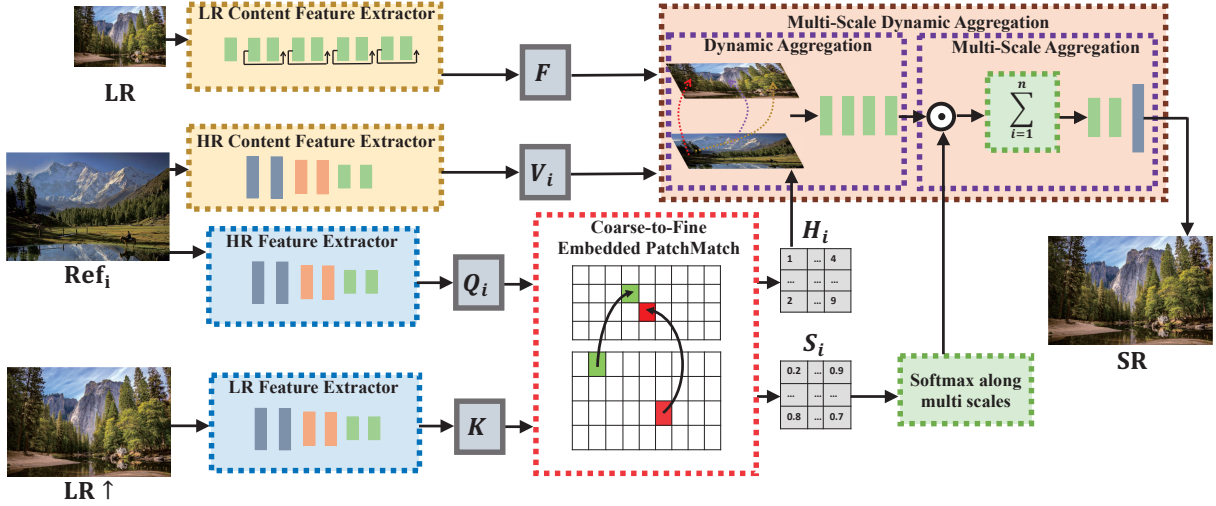 LR Content Feature Extractor
LR
F
HR Content Feature Extractor
V_i
Ref_i
HR Feature Extractor
Q_i
LR Feature Extractor
K
LR ↑
Coarse-to-Fine
Embedded PatchMatch
Multi-Scale Dynamic Aggregation
Dynamic Aggregation
Multi-Scale Aggregation
n
∑
i=1
H_i
1 ... 4
... ... ...
2 ... 9
S_i
0.2 ... 0.9
... ... ...
0.8 ... 0.7
Softmax along
multi scales
SR